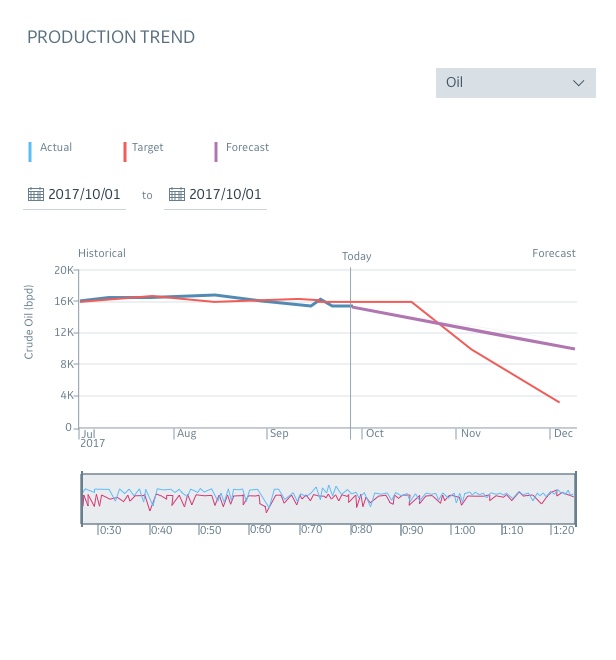 PRODUCTION TREND
Oil
Actual Target Forecast
2017/10/01 to 2017/10/01
Historical Today Forecast
Crude Oil (bpd)
20K
16K
12K
8K
4K
0
Jul Aug Sep Oct Nov Dec
2017
0:30 0:40 0:50 0:60 0:70 0:80 0:90 1:00 1:10 1:20